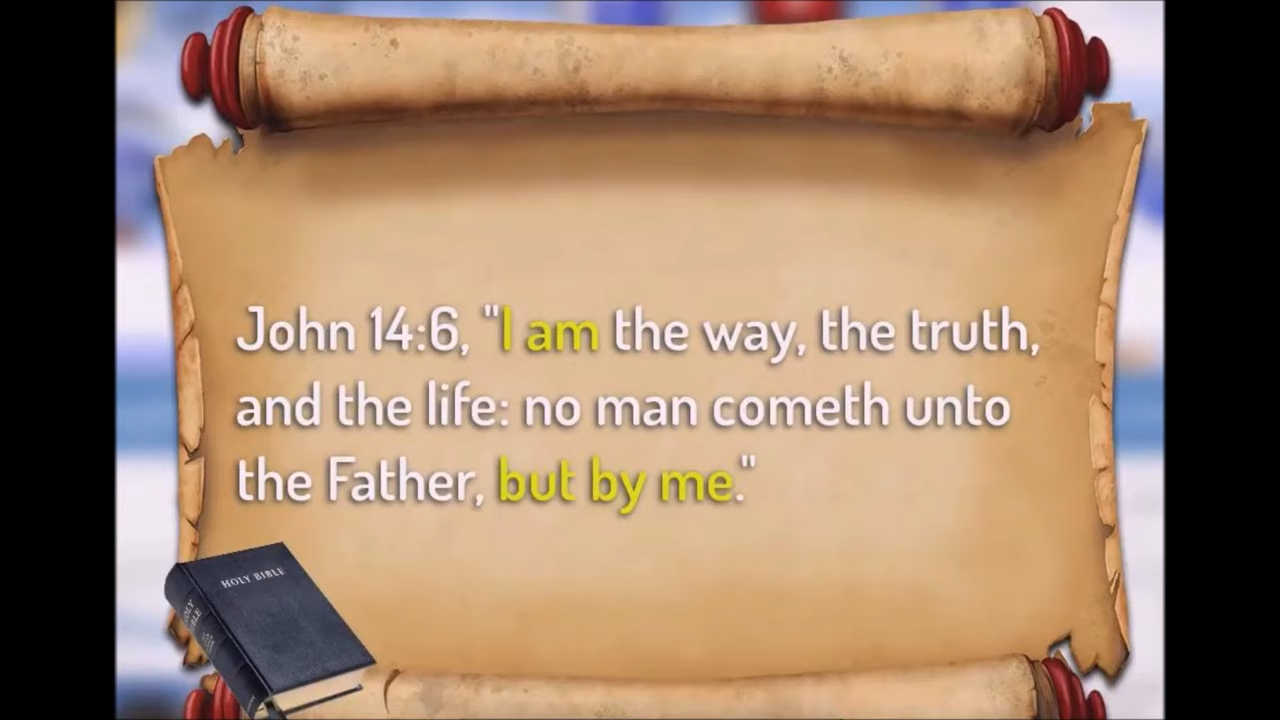 John 14:6, "I am the way, the truth,
and the life: no man cometh unto
the Father, but by me."
HOLY BIBLE